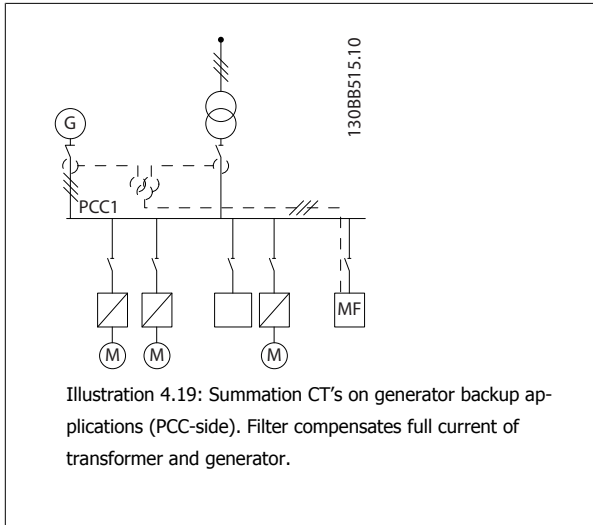 130BB515.10
G
PCC1
MF
M
M
M
Illustration 4.19: Summation CT's on generator backup ap-
plications (PCC-side). Filter compensates full current of
transformer and generator.